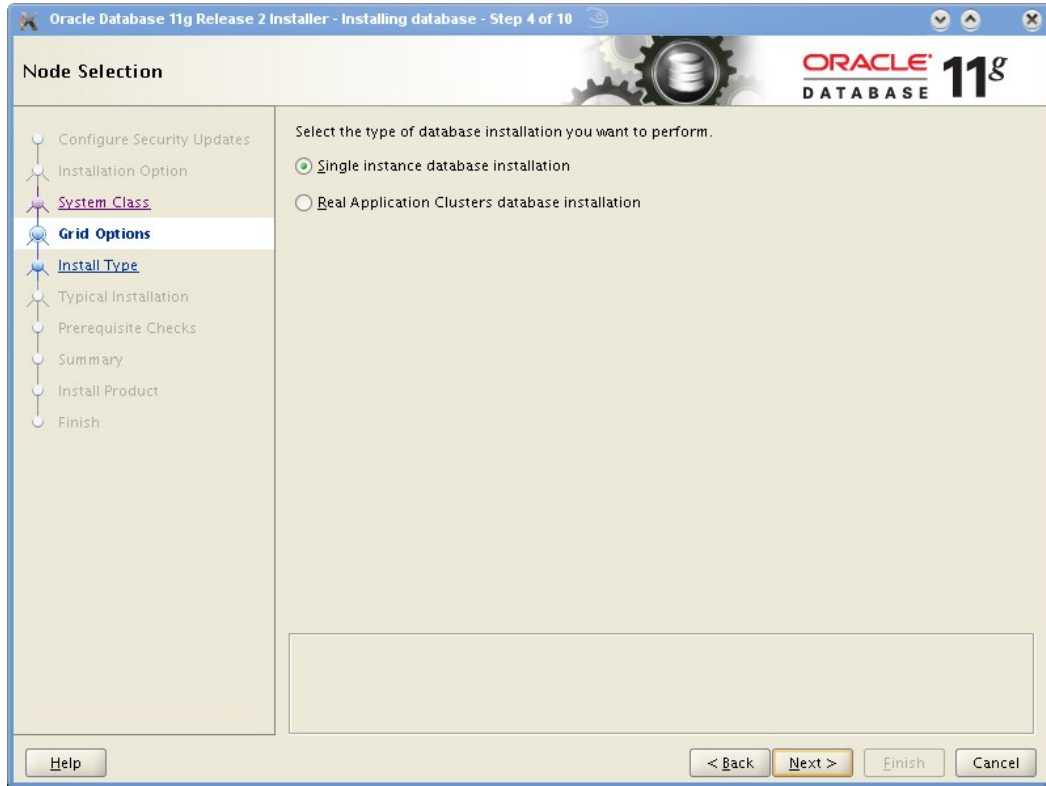 Oracle Database 11g Release 2 Installer - Installing database - Step 4 of 10
Node Selection
ORACLE DATABASE 11g
Configure Security Updates
Installation Option
System Class
Grid Options
Install Type
Typical Installation
Prerequisite Checks
Summary
Install Product
Finish
Select the type of database installation you want to perform.
Single instance database installation
Real Application Clusters database installation
Help
< Back
Next >
Finish
Cancel